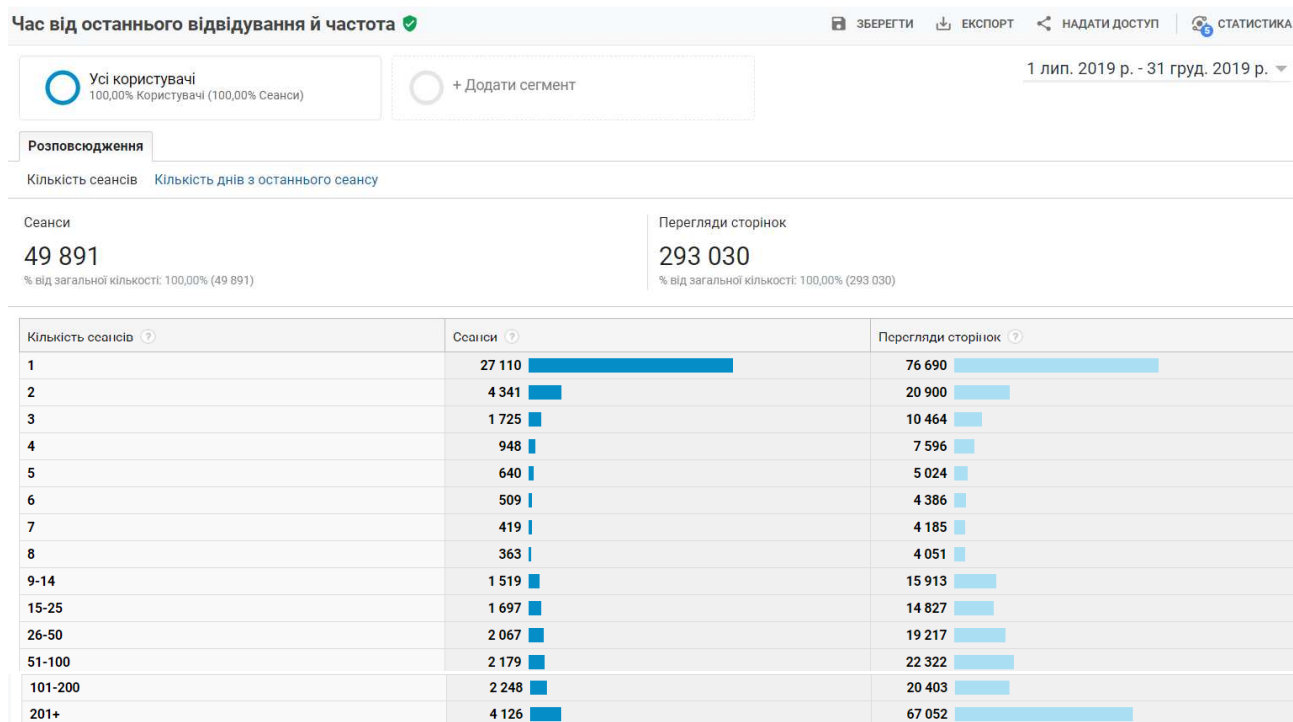 Час від останнього відвідування й частота
ЗБЕРЕГТИ ЕКСПОРТ НАДАТИ ДОСТУП 5 СТАТИСТИКА
Усі користувачі
100,00% Користувачі (100,00% Сеанси)
+ Додати сегмент
1 лип. 2019 р. - 31 груд. 2019 р.
Розповсюдження
Кількість сеансів Кількість днів з останнього сеансу
Сеанси Перегляди сторінок
49 891 293 030
% від загальної кількості: 100,00% (49 891) % від загальної кількості: 100,00% (293 030)
Кількість сеансів ? Сеанси ? Перегляди сторінок ?
1 27 110 76 690
2 4 341 20 900
3 1 725 10 464
4 948 7 596
5 640 5 024
6 509 4 386
7 419 4 185
8 363 4 051
9-14 1 519 15 913
15-25 1 697 14 827
26-50 2 067 19 217
51-100 2 179 22 322
101-200 2 248 20 403
201+ 4 126 67 052